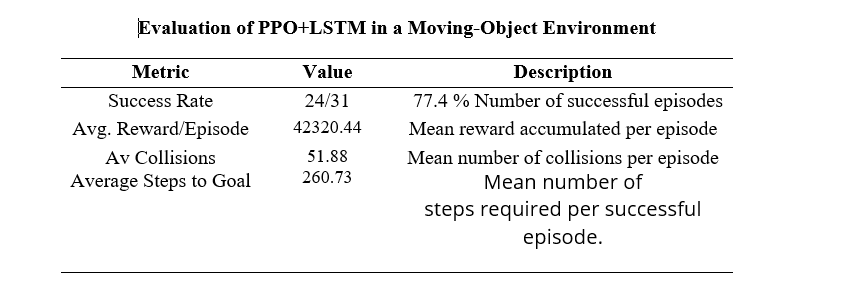 Evaluation of PPO+LSTM in a Moving-Object Environment
Metric Value Description
Success Rate 24/31 77.4 % Number of successful episodes
Avg. Reward/Episode 42320.44 Mean reward accumulated per episode
Av Collisions 51.88 Mean number of collisions per episode
Average Steps to Goal 260.73 Mean number of
steps required per successful
episode.